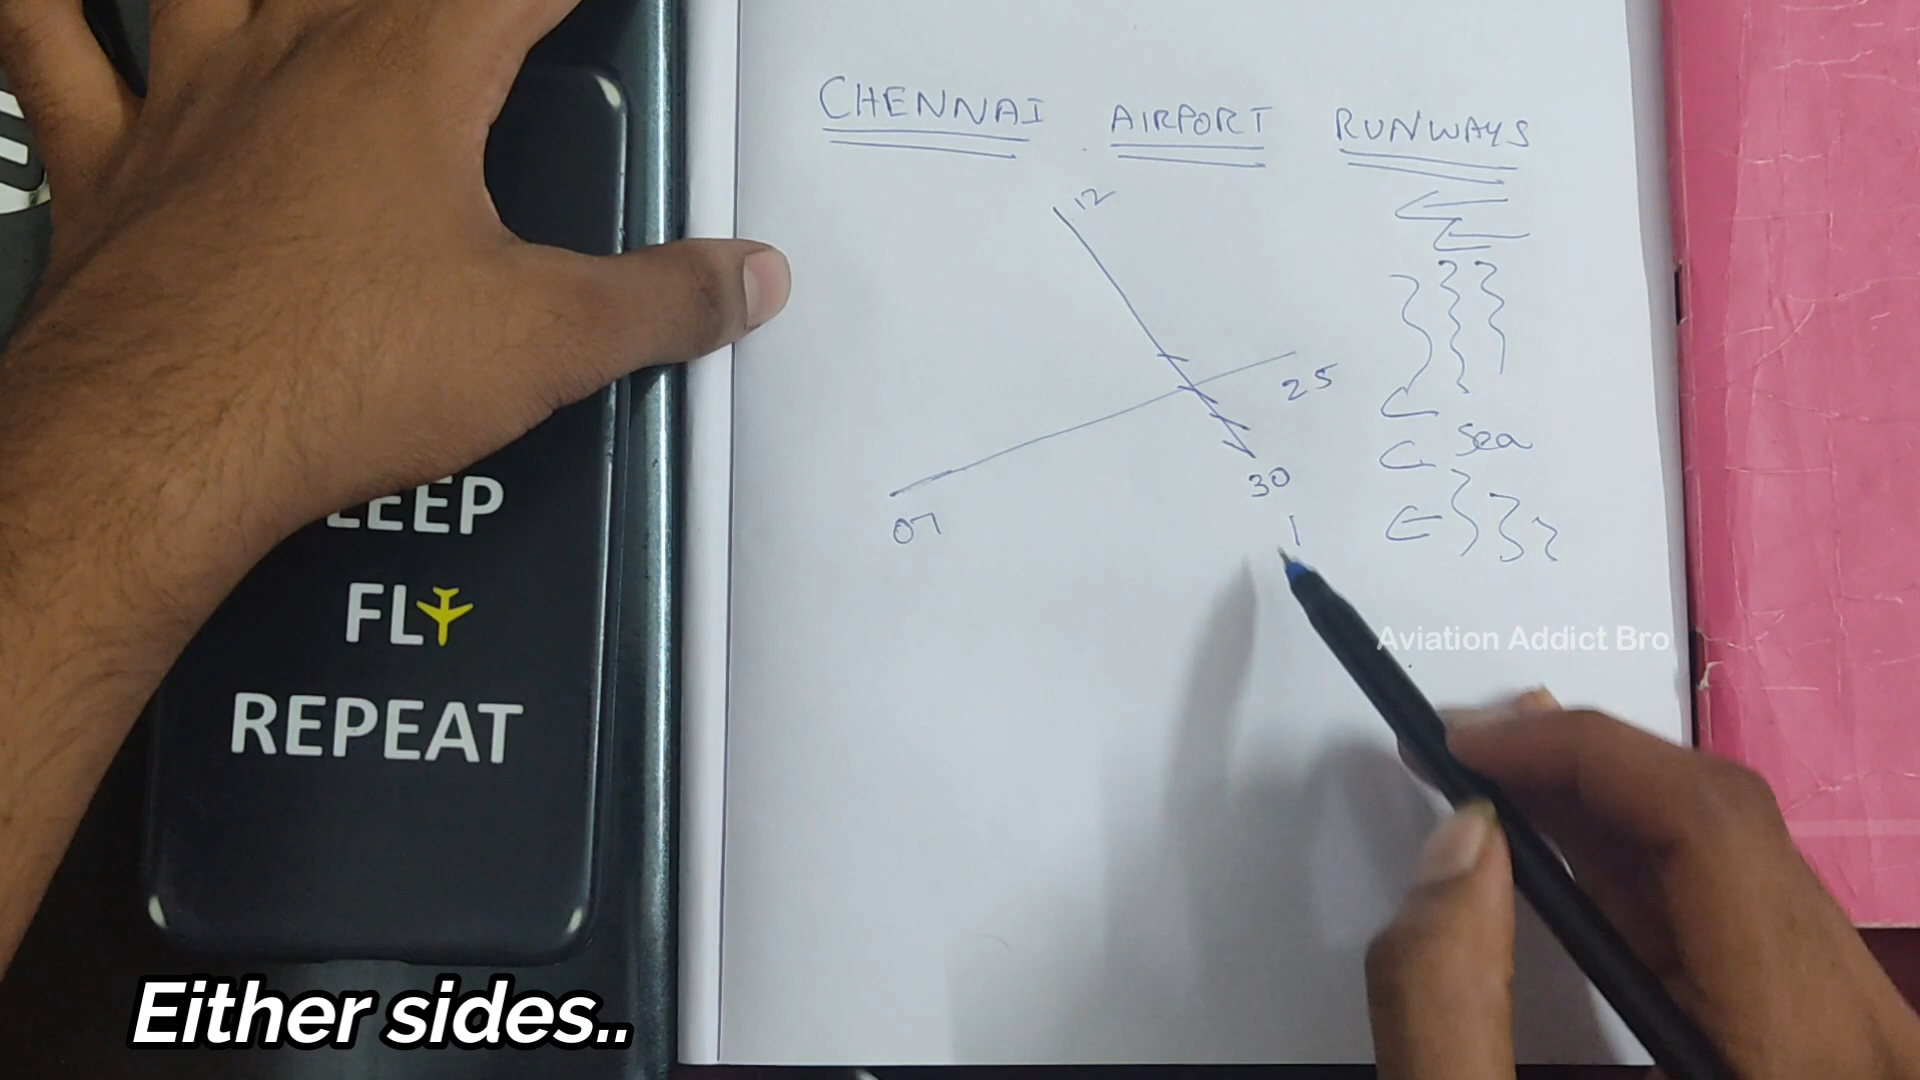 CHENNAI AIRPORT RUNWAYS
12
25
Sea
30
07
LEEP
FLY
REPEAT
Aviation Addict Bro
Either sides..